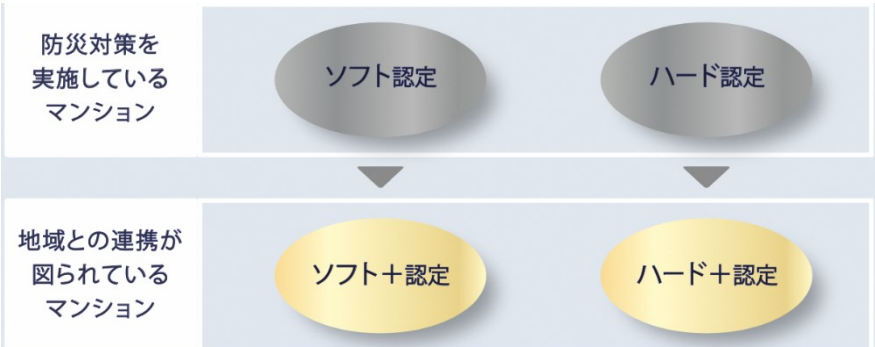 防災対策を
実施している
マンション
ソフト認定
ハード認定
地域との連携が
図られている
マンション
ソフト＋認定
ハード＋認定